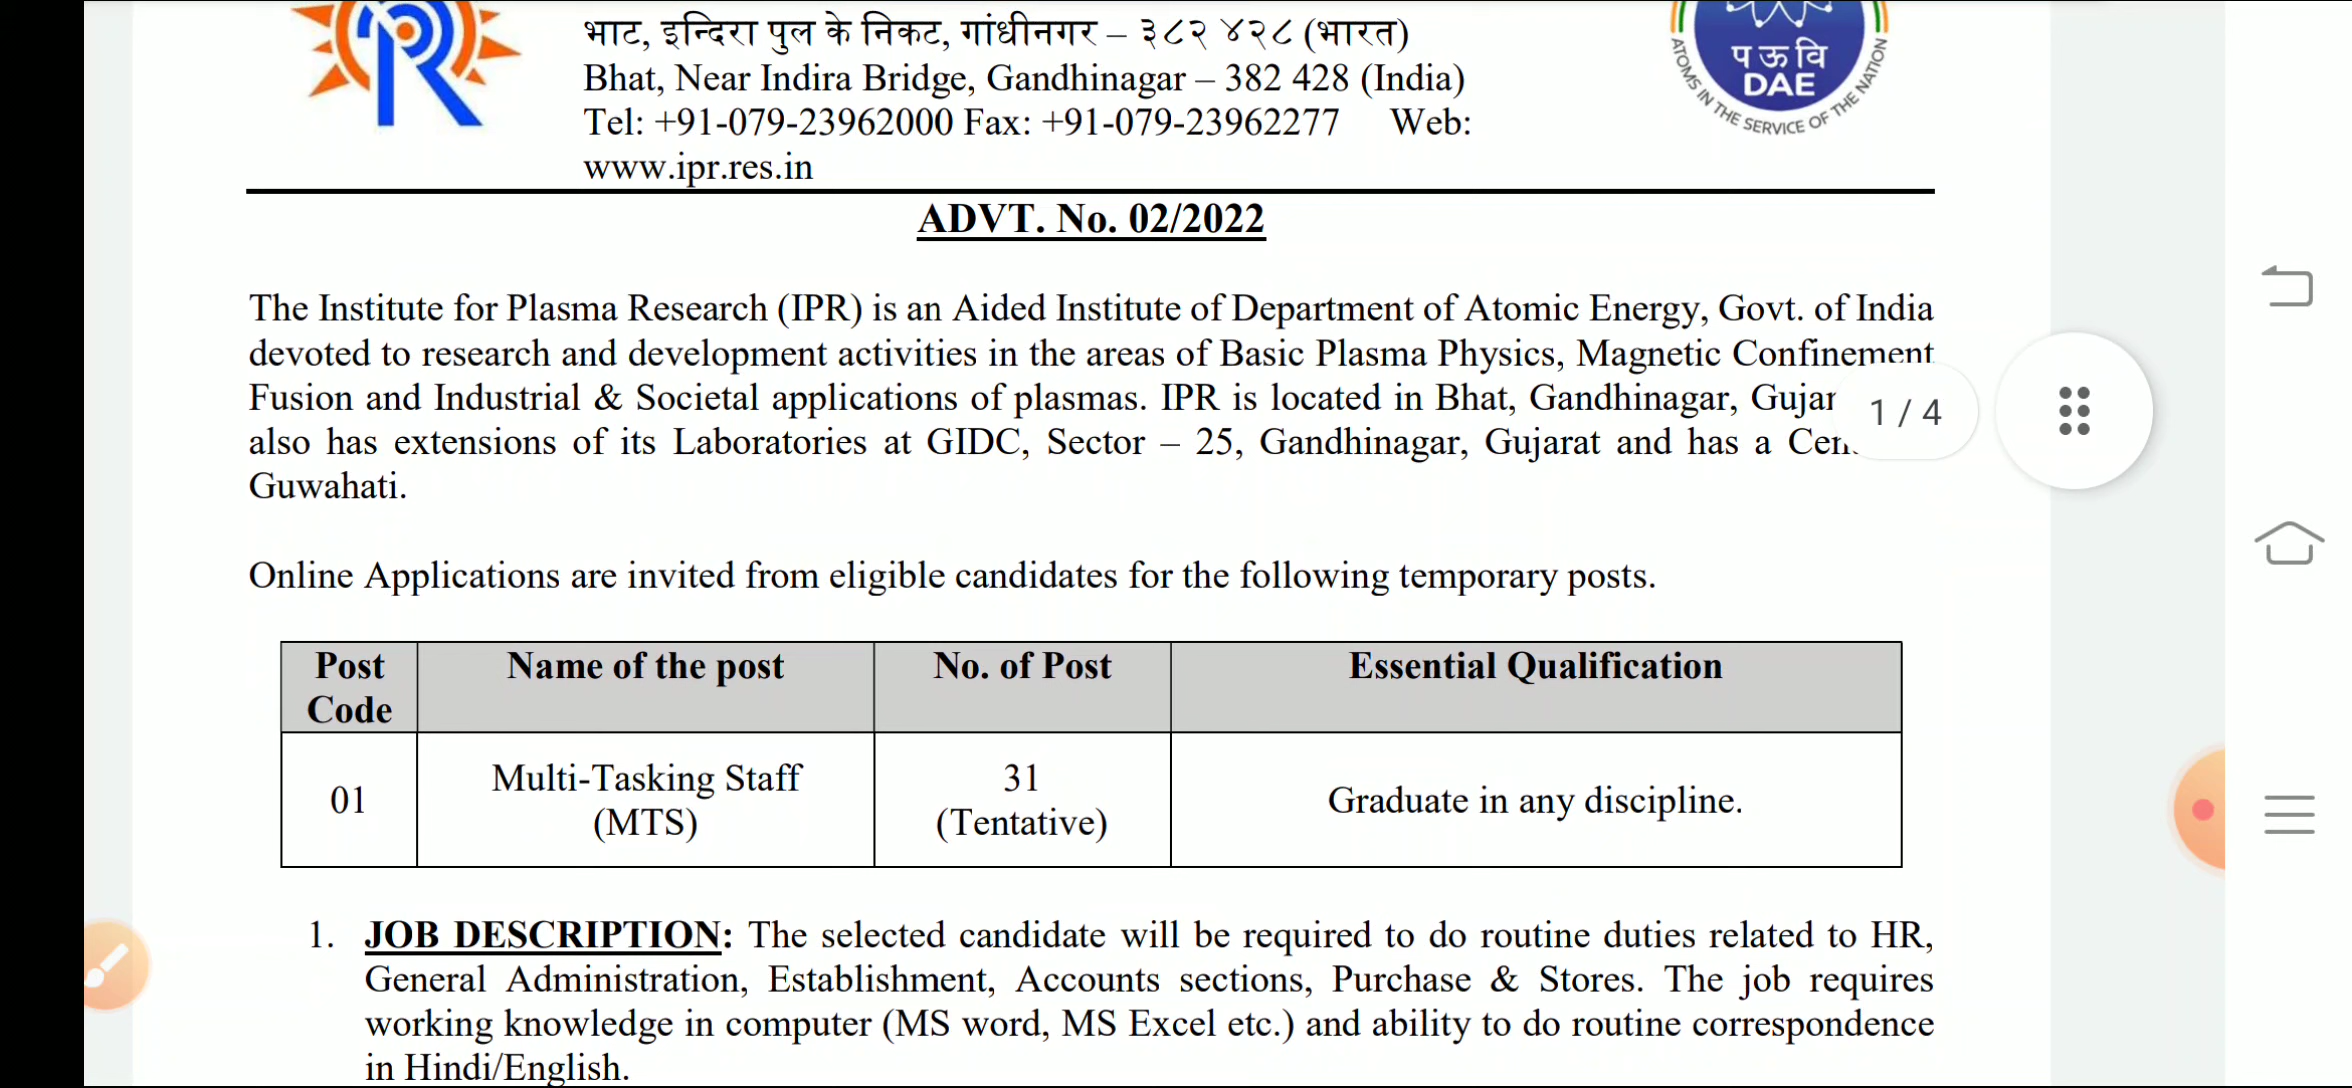 भाट, इन्दिरा पुल के निकट, गांधीनगर – ३८२ ४२८ (भारत)
Bhat, Near Indira Bridge, Gandhinagar – 382 428 (India)
Tel: +91-079-23962000 Fax: +91-079-23962277 Web:
www.ipr.res.in
प ऊ वि
DAE
ATOMS IN THE SERVICE OF THE NATION
ADVT. No. 02/2022
The Institute for Plasma Research (IPR) is an Aided Institute of Department of Atomic Energy, Govt. of India
devoted to research and development activities in the areas of Basic Plasma Physics, Magnetic Confinement
Fusion and Industrial & Societal applications of plasmas. IPR is located in Bhat, Gandhinagar,
1 / 4
also has extensions of its Laboratories at GIDC, Sector – 25, Gandhinagar, Gujarat and has a
Guwahati.
Online Applications are invited from eligible candidates for the following temporary posts.
Post Code Name of the post No. of Post Essential Qualification
01 Multi-Tasking Staff (MTS) 31 (Tentative) Graduate in any discipline.
1. JOB DESCRIPTION: The selected candidate will be required to do routine duties related to HR,
General Administration, Establishment, Accounts sections, Purchase & Stores. The job requires
working knowledge in computer (MS word, MS Excel etc.) and ability to do routine correspondence
in Hindi/English.